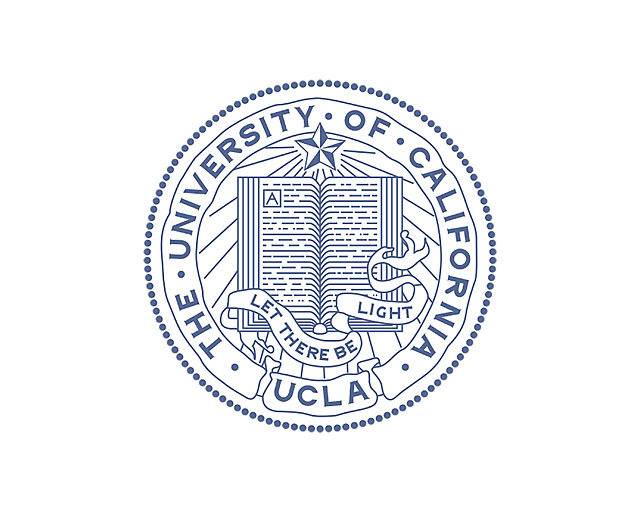 THE · UNIVERSITY · OF · CALIFORNIA ·
A
LET THERE BE
LIGHT
UCLA